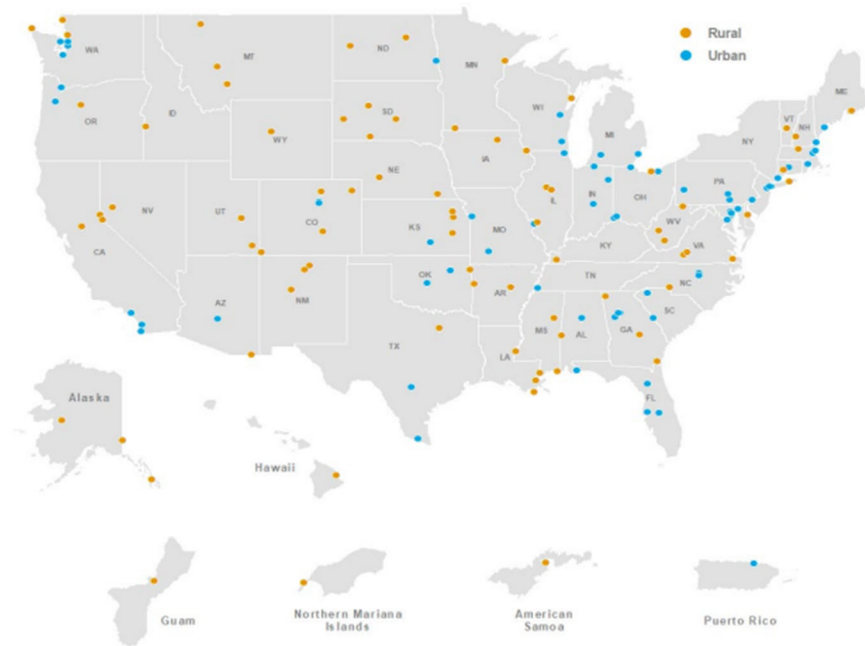 Rural
Urban
WA
MT
ND
MN
ME
VT
NH
WI
MI
NY
OR
ID
SD
WY
IA
NE
PA
NV
UT
CO
IL
IN
OH
WV
VA
KS
MO
KY
CA
NC
TN
AZ
NM
OK
AR
SC
MS
AL
GA
TX
LA
FL
Alaska
Hawaii
Guam
Northern Mariana
Islands
American
Samoa
Puerto Rico